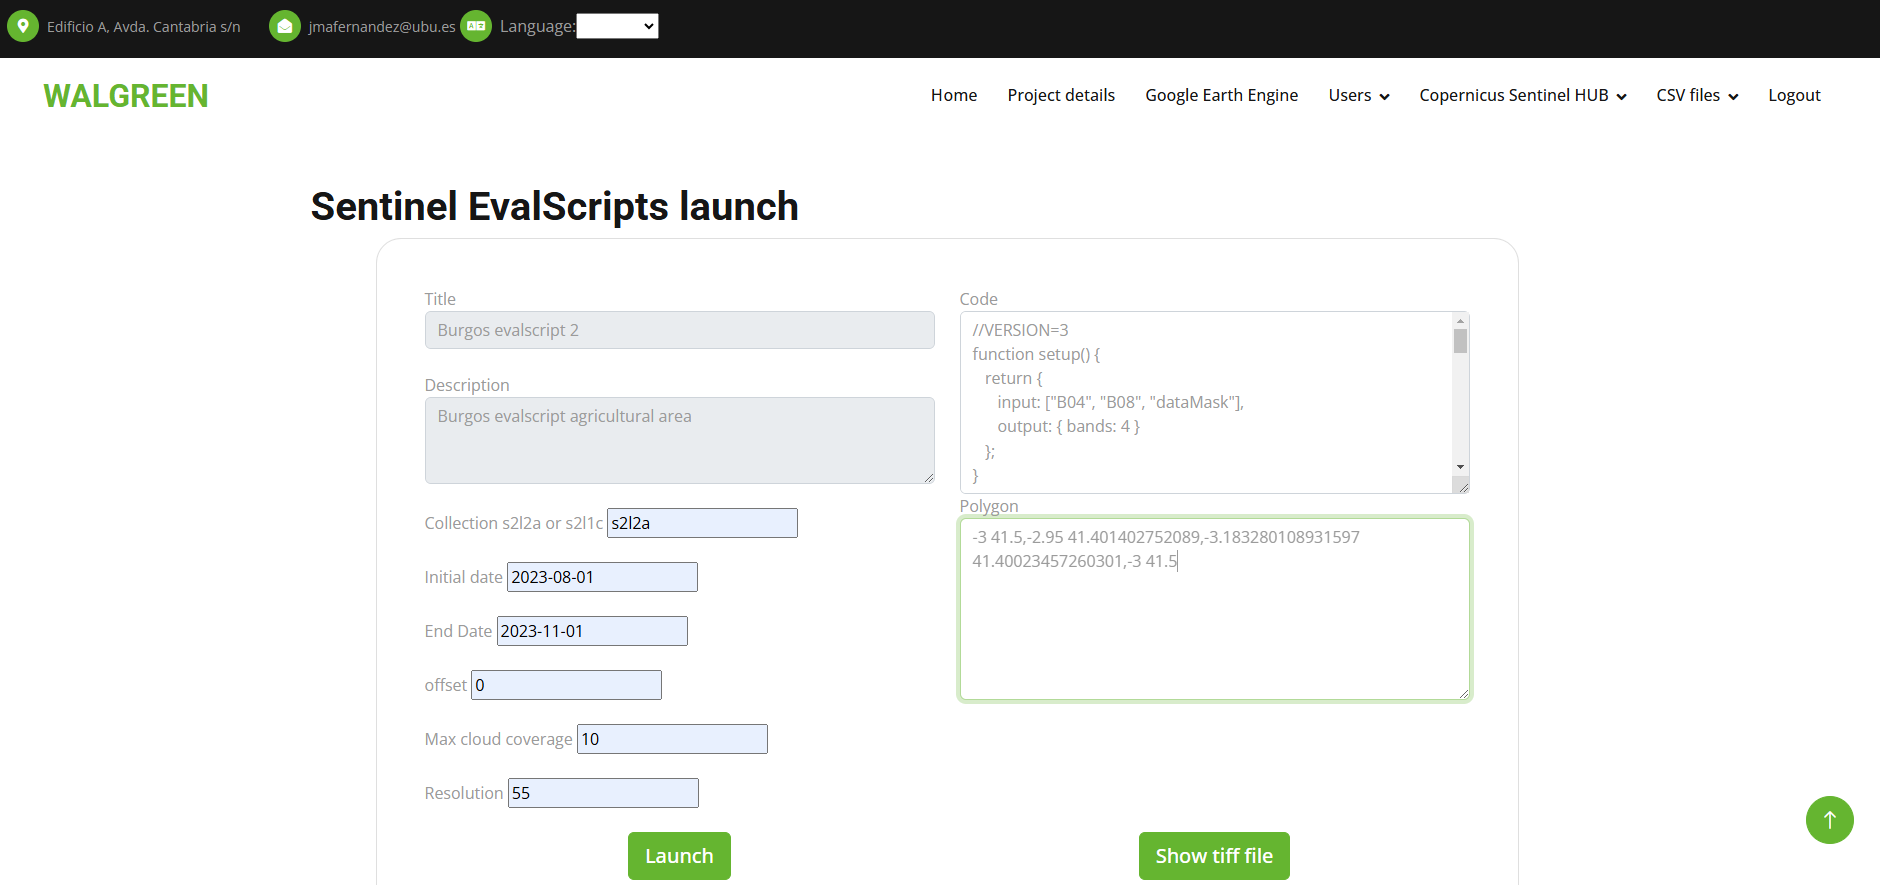 Edificio A, Avda. Cantabria s/n jmafernandez@ubu.es Language:
WALGREEN
Home Project details Google Earth Engine Users Copernicus Sentinel HUB CSV files Logout
Sentinel EvalScripts launch
Title
Burgos evalscript 2
Description
Burgos evalscript agricultural area
Collection s2l2a or s2l1c s2l2a
Initial date 2023-08-01
End Date 2023-11-01
offset 0
Max cloud coverage 10
Resolution 55
Launch
Code
//VERSION=3
function setup() {
return {
input: ["B04", "B08", "dataMask"],
output: { bands: 4 }
};
}
Polygon
-3 41.5,-2.95 41.401402752089,-3.183280108931597
41.40023457260301,-3 41.5
Show tiff file